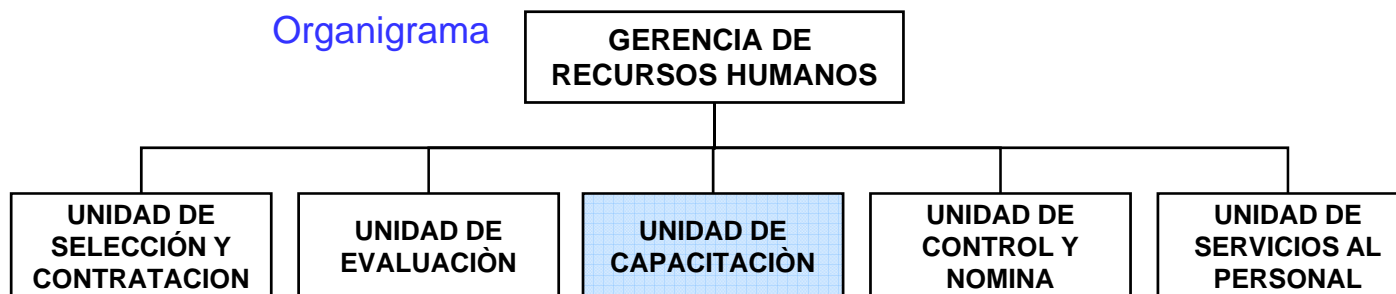 Organigrama
GERENCIA DE
RECURSOS HUMANOS
UNIDAD DE
SELECCIÓN Y
CONTRATACION
UNIDAD DE
EVALUACIÒN
UNIDAD DE
CAPACITACIÒN
UNIDAD DE
CONTROL Y
NOMINA
UNIDAD DE
SERVICIOS AL
PERSONAL